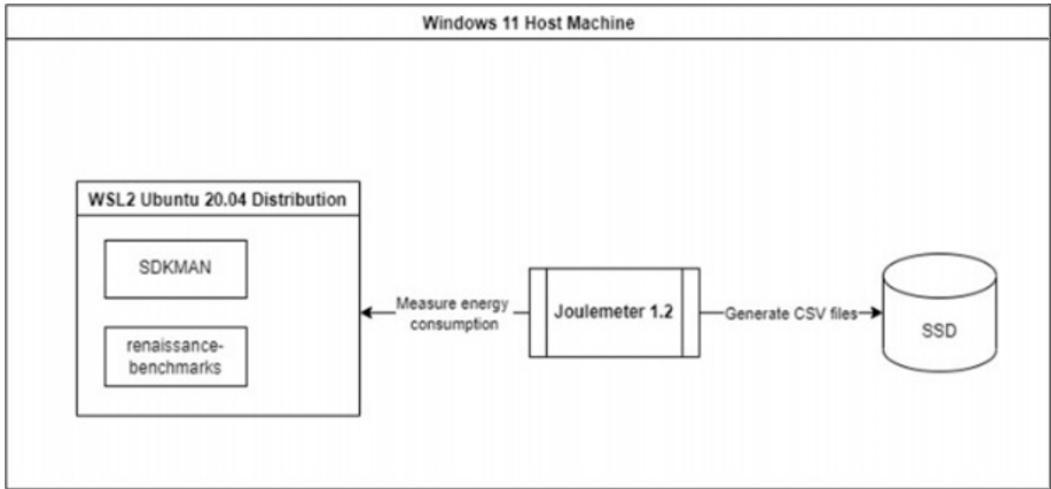 Windows 11 Host Machine
WSL2 Ubuntu 20.04 Distribution
SDKMAN
renaissance-
benchmarks
Measure energy
consumption
Joulemeter 1.2
Generate CSV files
SSD